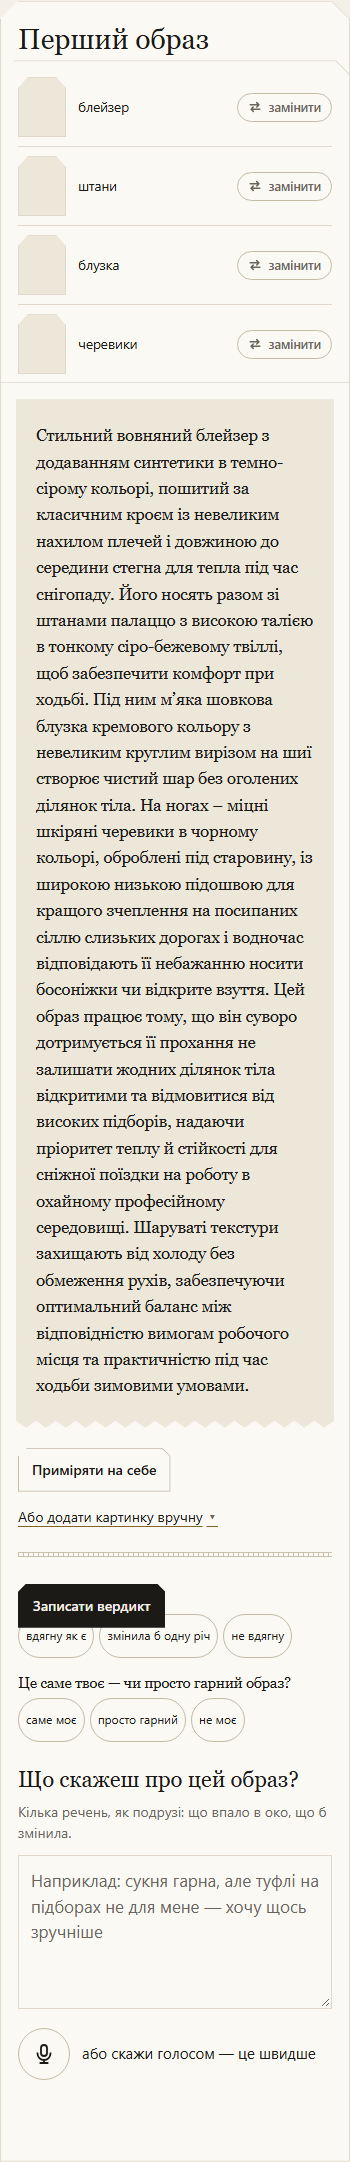 Перший образ
блейзер
замінити
штани
замінити
блузка
замінити
черевики
замінити
Стильний вовняний блейзер з
додаванням синтетики в темно-
сірому кольорі, пошитий за
класичним кроєм із невеликим
нахилом плечей і довжиною до
середини стегна для тепла під час
снігопаду. Його носять разом зі
штанами палаццо з високою талією
в тонкому сіро-бежевому твіллі,
щоб забезпечити комфорт при
ходьбі. Під ним м’яка шовкова
блузка кремового кольору з
невеликим круглим вирізом на шиї
створює чистий шар без оголених
ділянок тіла. На ногах – міцні
шкіряні черевики в чорному
кольорі, оброблені під старовину, із
широкою низькою підошвою для
кращого зчеплення на посипаних
сіллю слизьких дорогах і водночас
відповідають її небажанню носити
босоніжки чи відкрите взуття. Цей
образ працює тому, що він суворо
дотримується її прохання не
залишати жодних ділянок тіла
відкритими та відмовитися від
високих підборів, надаючи
пріоритет теплу й стійкості для
сніжної поїздки на роботу в
охайному професійному
середовищі. Шаруваті текстури
захищають від холоду без
обмеження рухів, забезпечуючи
оптимальний баланс між
відповідністю вимогам робочого
місця та практичністю під час
ходьби зимовими умовами.
Приміряти на себе
Або додати картинку вручну
Записати вердикт
вдягну як є
змінила б одну річ
не вдягну
Це саме твоє — чи просто гарний образ?
саме моє
просто гарний
не моє
Що скажеш про цей образ?
Кілька речень, як подрузі: що впало в око, що б
змінила.
Наприклад: сукня гарна, але туфлі на
підборах не для мене — хочу щось
зручніше
або скажи голосом — це швидше